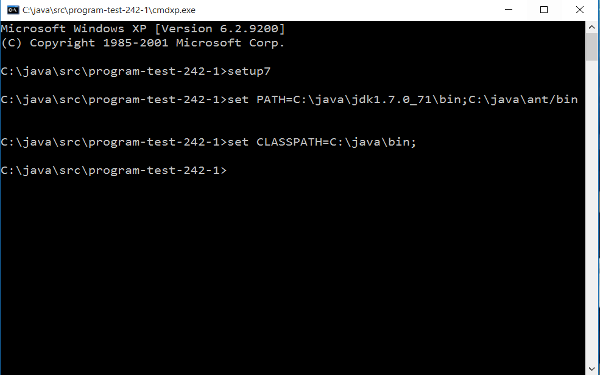 C:\java\src\program-test-242-1\cmdxp.exe
Microsoft Windows XP [Version 6.2.9200]
(C) Copyright 1985-2001 Microsoft Corp.
C:\java\src\program-test-242-1>setup7
C:\java\src\program-test-242-1>set PATH=C:\java\jdk1.7.0_71\bin;C:\java\ant/bin
C:\java\src\program-test-242-1>set CLASSPATH=C:\java\bin;
C:\java\src\program-test-242-1>